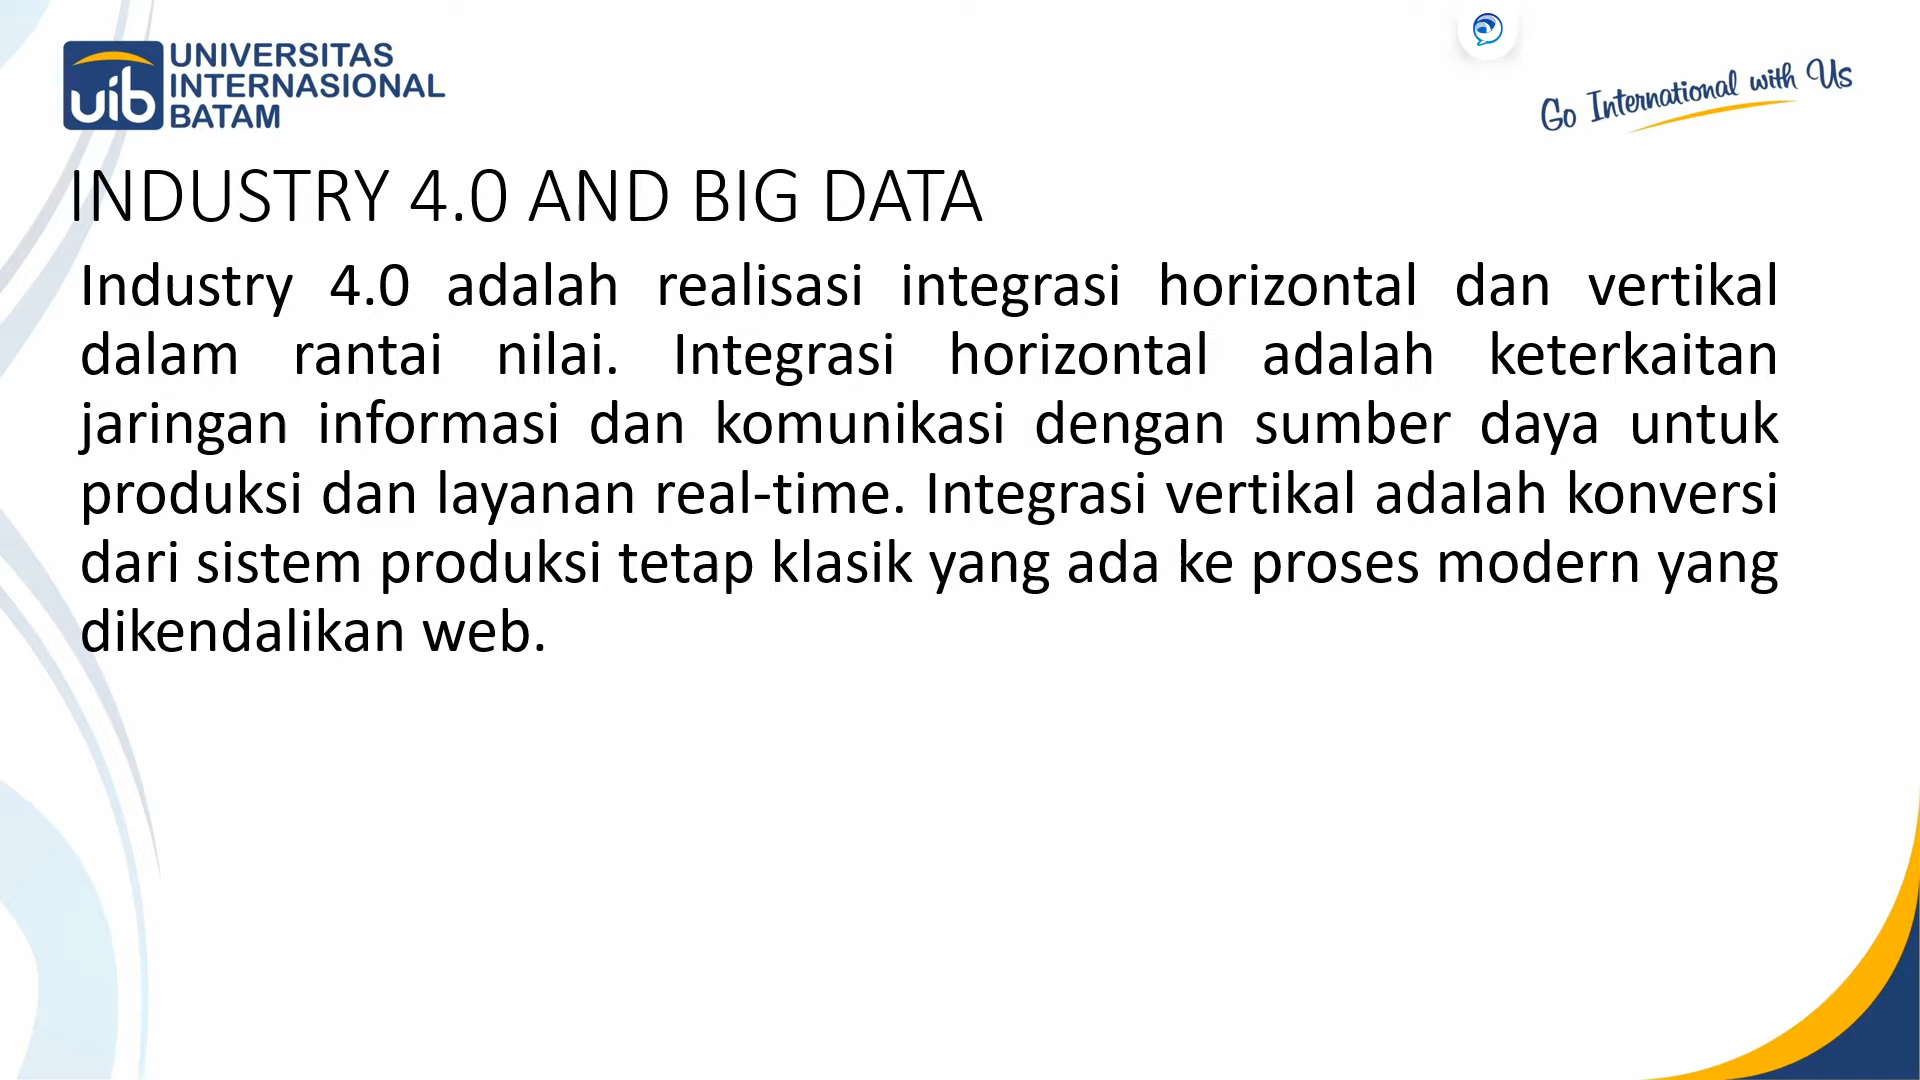 UNIVERSITAS
INTERNASIONAL
BATAM
uib
Go International with Us
INDUSTRY 4.0 AND BIG DATA
Industry 4.0 adalah realisasi integrasi horizontal dan vertikal
dalam rantai nilai. Integrasi horizontal adalah keterkaitan
jaringan informasi dan komunikasi dengan sumber daya untuk
produksi dan layanan real-time. Integrasi vertikal adalah konversi
dari sistem produksi tetap klasik yang ada ke proses modern yang
dikendalikan web.